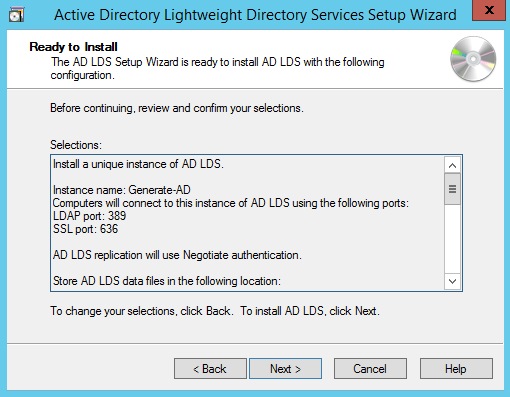 Active Directory Lightweight Directory Services Setup Wizard
x
Ready to Install
The AD LDS Setup Wizard is ready to install AD LDS with the following
configuration.
Before continuing, review and confirm your selections.
Selections:
Install a unique instance of AD LDS.
Instance name: Generate-AD
Computers will connect to this instance of AD LDS using the following ports:
LDAP port: 389
SSL port: 636
AD LDS replication will use Negotiate authentication.
Store AD LDS data files in the following location:
To change your selections, click Back. To install AD LDS, click Next.
< Back
Next >
Cancel
Help